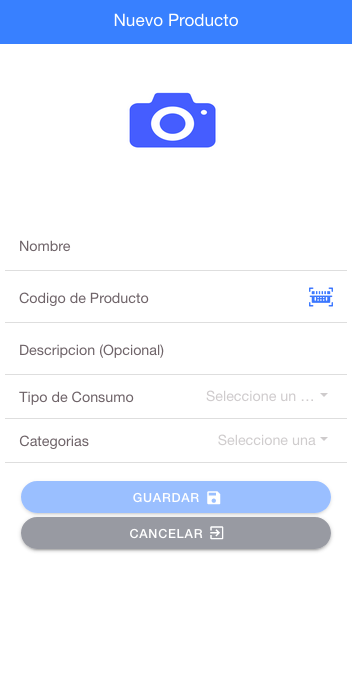 Nuevo Producto
Nombre
Codigo de Producto
Descripcion (Opcional)
Tipo de Consumo Seleccione un ...
Categorias Seleccione una
GUARDAR
CANCELAR